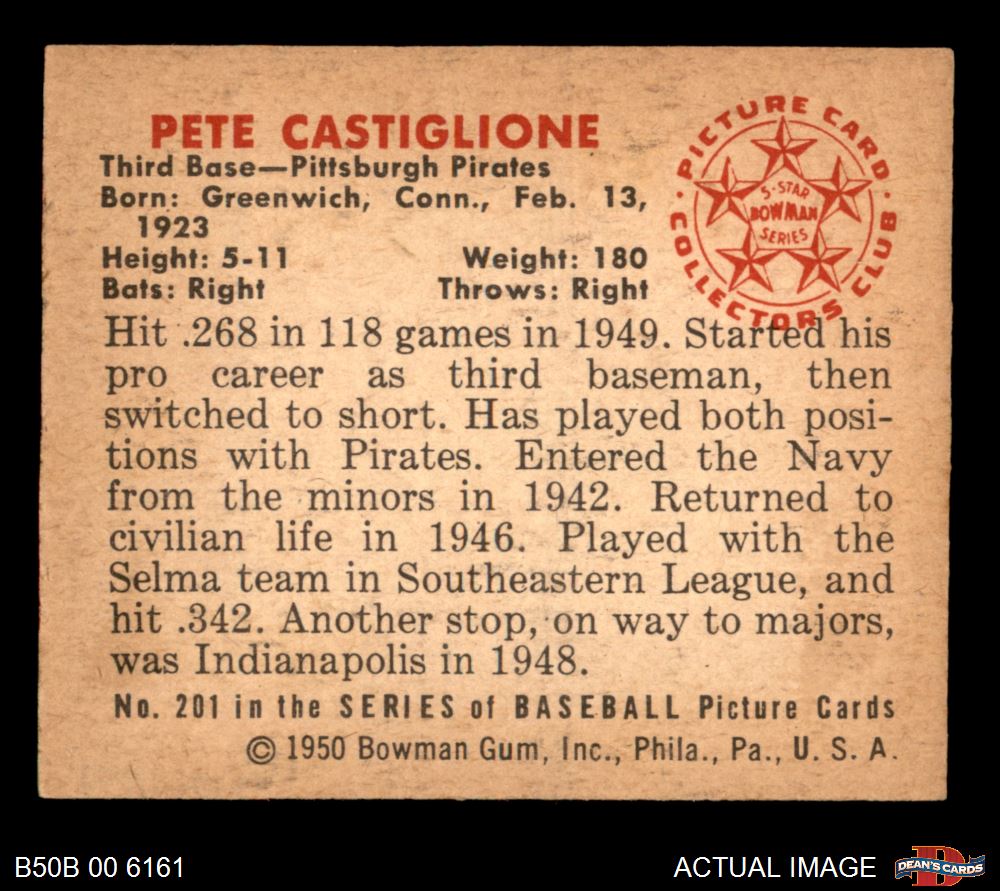 PETE CASTIGLIONE
Third Base—Pittsburgh Pirates
Born: Greenwich, Conn., Feb. 13,
1923
Height: 5-11 Weight: 180
Bats: Right Throws: Right
PICTURE CARD
COLLECTORS CLUB
5-STAR
BOWMAN
SERIES
Hit .268 in 118 games in 1949. Started his
pro career as third baseman, then
switched to short. Has played both posi-
tions with Pirates. Entered the Navy
from the minors in 1942. Returned to
civilian life in 1946. Played with the
Selma team in Southeastern League, and
hit .342. Another stop, on way to majors,
was Indianapolis in 1948.
No. 201 in the SERIES of BASEBALL Picture Cards
© 1950 Bowman Gum, Inc., Phila., Pa., U. S. A.
B50B 00 6161
ACTUAL IMAGE
DEAN'S CARDS